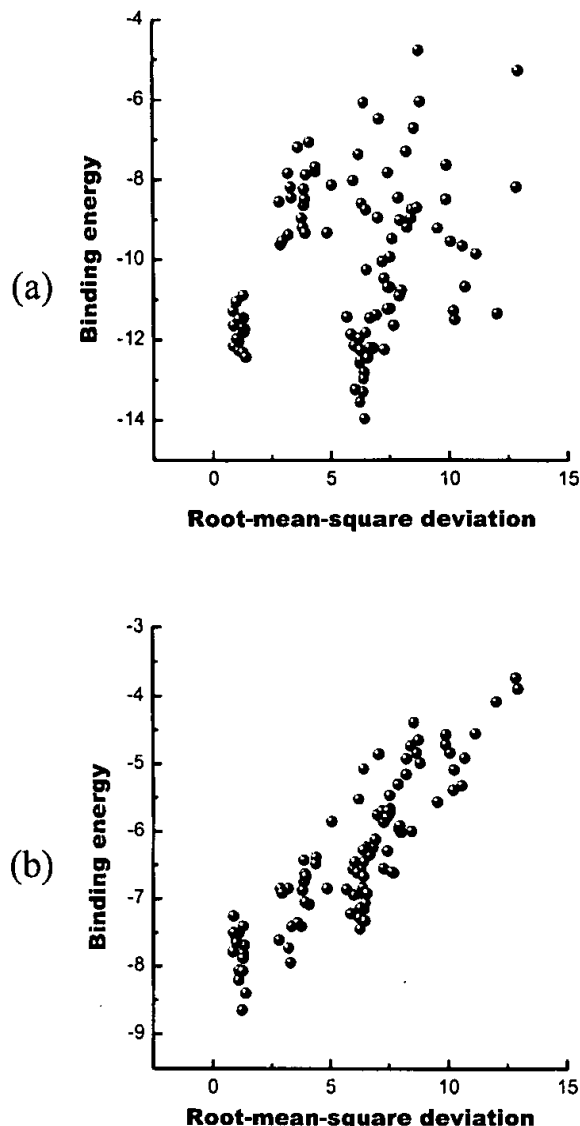 -4
-6
-8
-10
-12
-14
Binding energy
(a)
0 5 10 15
Root-mean-square deviation
-3
-4
-5
-6
-7
-8
-9
Binding energy
(b)
0 5 10 15
Root-mean-square deviation